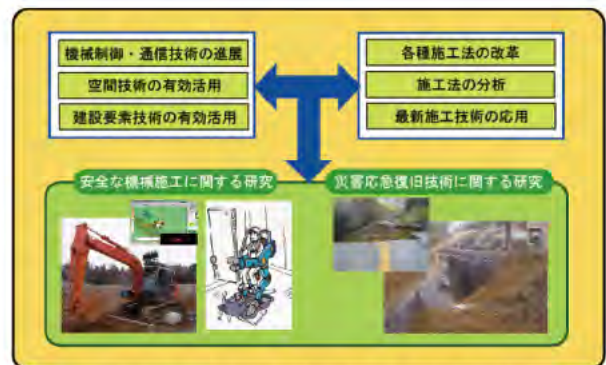 機械制御・通信技術の進展
空間技術の有効活用
建設要素技術の有効活用
各種施工法の改革
施工法の分析
最新施工技術の応用
安全な機械施工に関する研究
災害応急復旧技術に関する研究